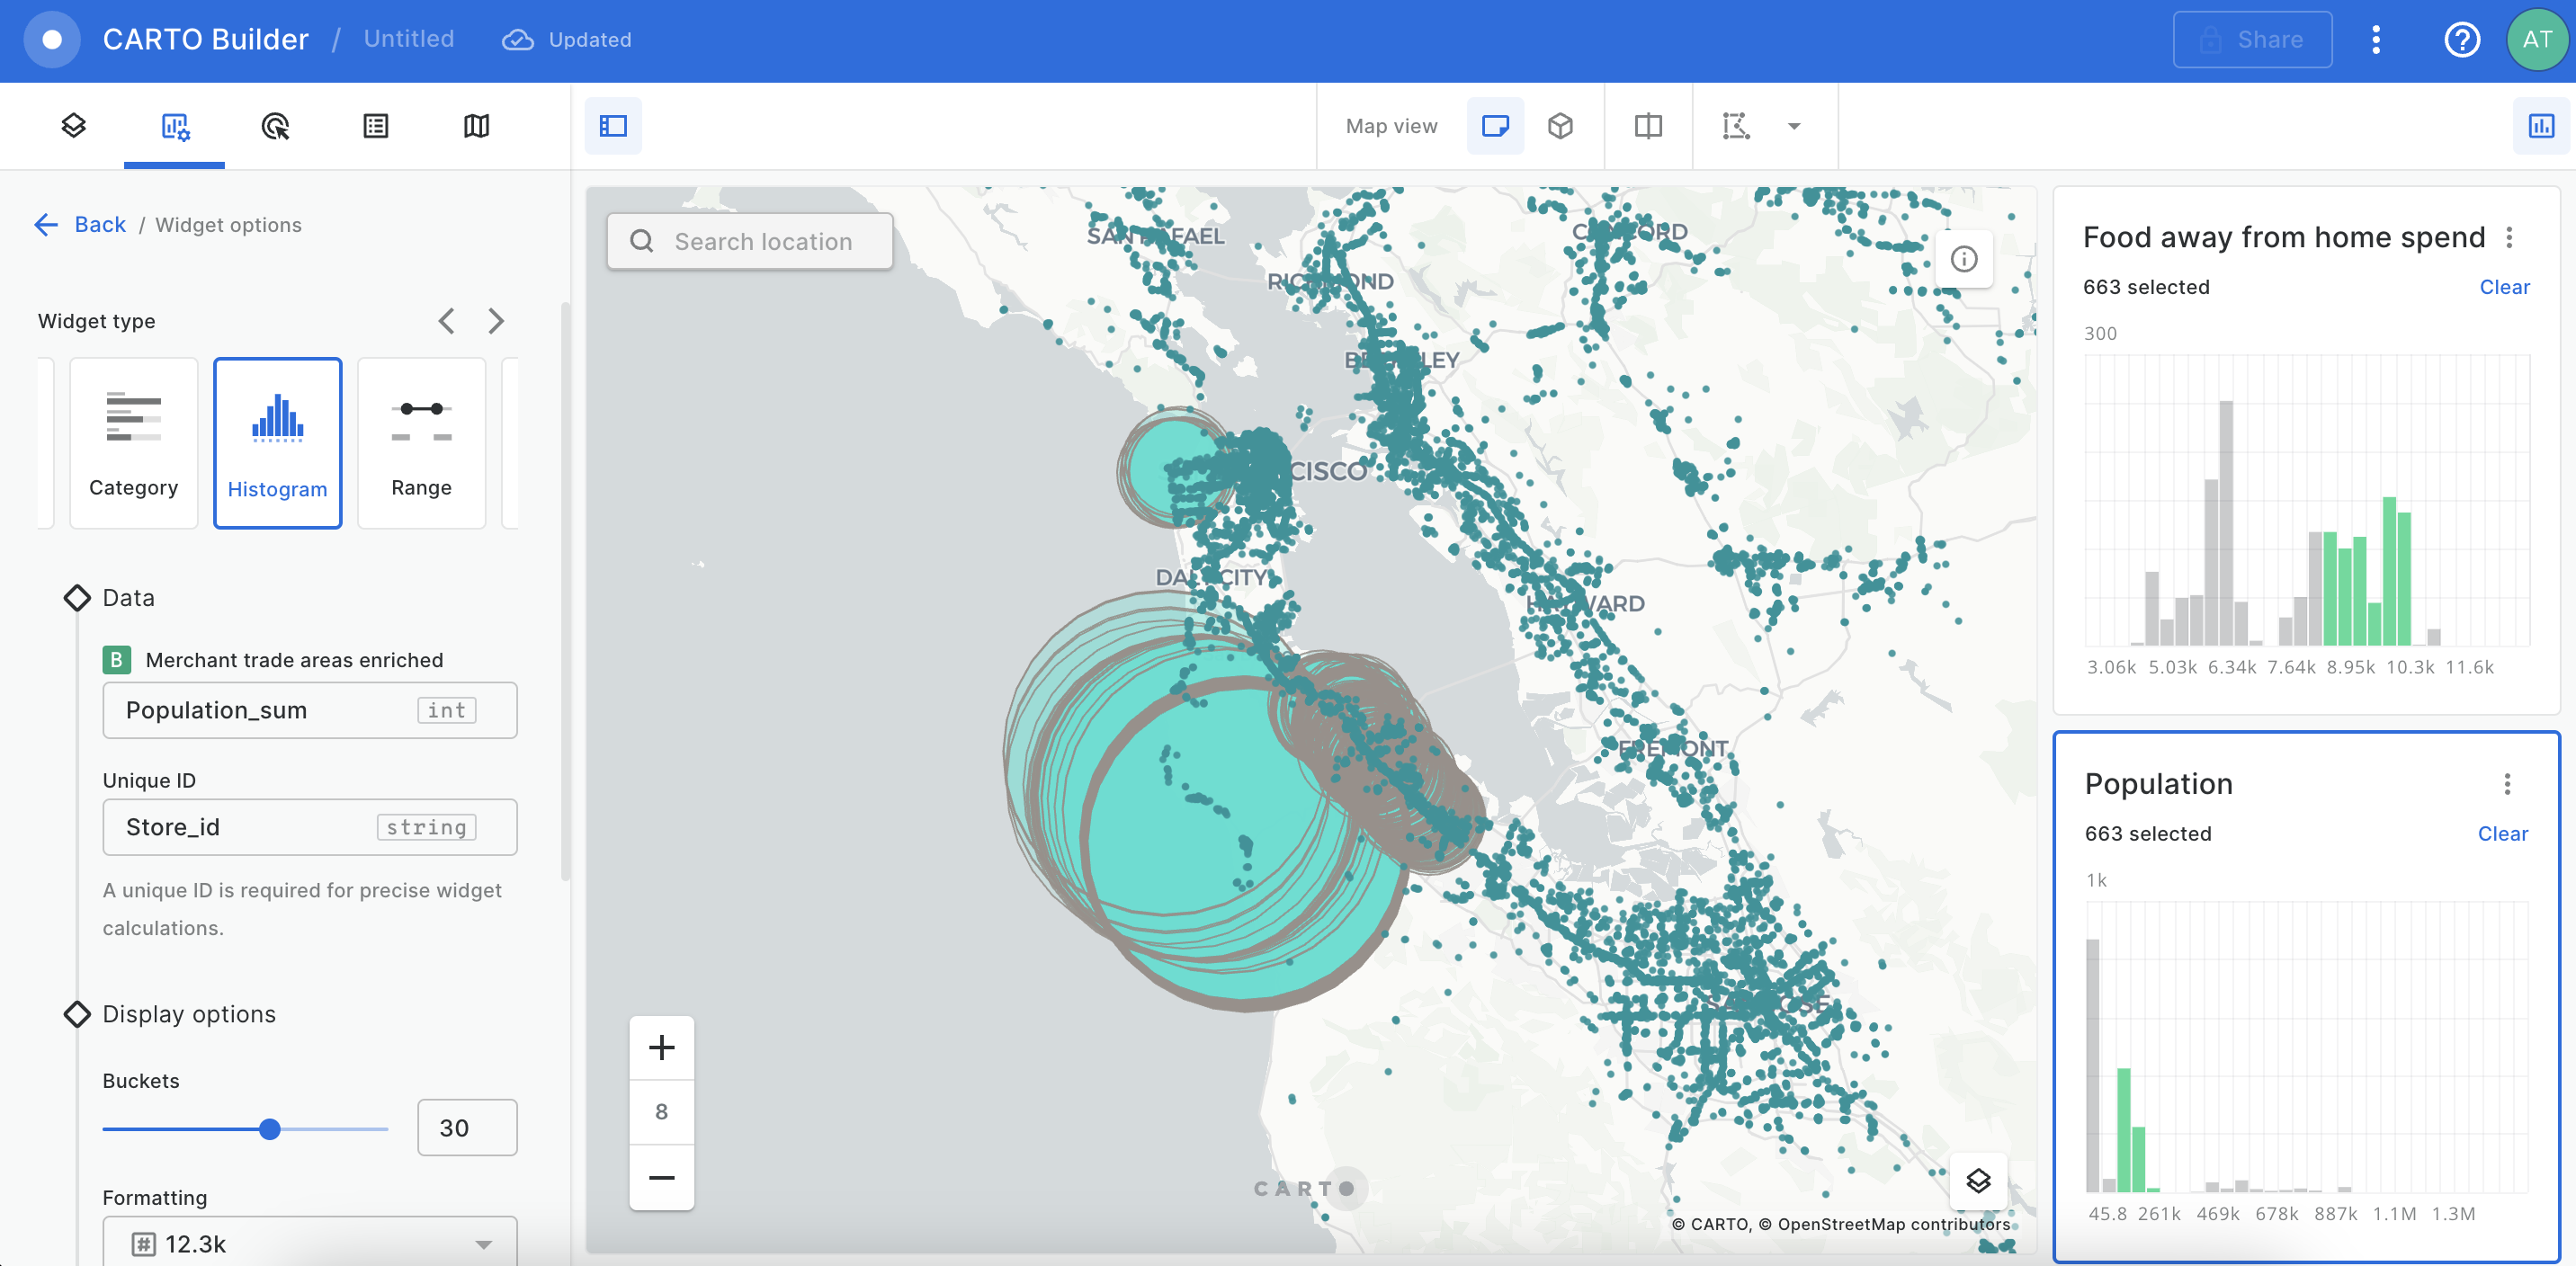 CARTO Builder / Untitled Updated Share ? AT
Map view
Back / Widget options
Widget type
Category
Histogram
Range
Data
B Merchant trade areas enriched
Population_sum int
Unique ID
Store_id string
A unique ID is required for precise widget
calculations.
Display options
Buckets
30
Formatting
# 12.3k
Search location
SAN RAFAEL
RICHMOND
BERKELEY
CISCO
DALY CITY
HAYWARD
FREMONT
+
8
−
CARTO
© CARTO, © OpenStreetMap contributors
Food away from home spend
663 selected Clear
300
3.06k 5.03k 6.34k 7.64k 8.95k 10.3k 11.6k
Population
663 selected Clear
1k
45.8 261k 469k 678k 887k 1.1M 1.3M